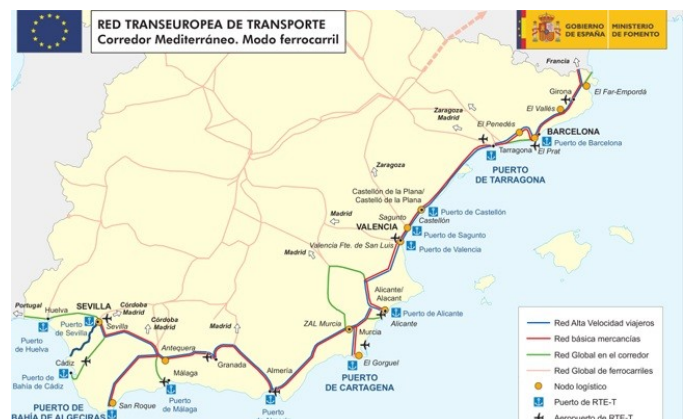 RED TRANSEUROPEA DE TRANSPORTE
Corredor Mediterráneo. Modo ferrocarril
GOBIERNO
DE ESPAÑA
MINISTERIO
DE FOMENTO
Francia
Girona
El Far-Empordà
El Vallès
Zaragoza
Madrid
El Penedés
BARCELONA
Puerto de Barcelona
Tarragona
El Prat
PUERTO
DE TARRAGONA
Zaragoza
Castellón de la Plana/
Castelló de la Plana
Puerto de Castellón
Madrid
Sagunto
Castellón
VALENCIA
Puerto de Sagunto
Valencia Fte. de San Luis
Puerto de Valencia
Madrid
Alicante/
Alacant
Puerto de Alicante
Alicante
ZAL Murcia
Murcia
El Gorguel
PUERTO
DE CARTAGENA
Portugal
Huelva
SEVILLA
Córdoba
Madrid
Puerto
de Sevilla
Sevilla
Córdoba
Madrid
Madrid
Puerto
de Huelva
Antequera
Cádiz
Granada
Almería
Málaga
Puerto de
Bahía de Cádiz
San Roque
Puerto
de Málaga
PUERTO DE
BAHÍA DE ALGECIRAS
Puerto
Red Alta Velocidad viajeros
Red básica mercancías
Red Global en el corredor
Red Global de ferrocarriles
Nodo logístico
Puerto de RTE-T
Aeropuerto de RTE-T